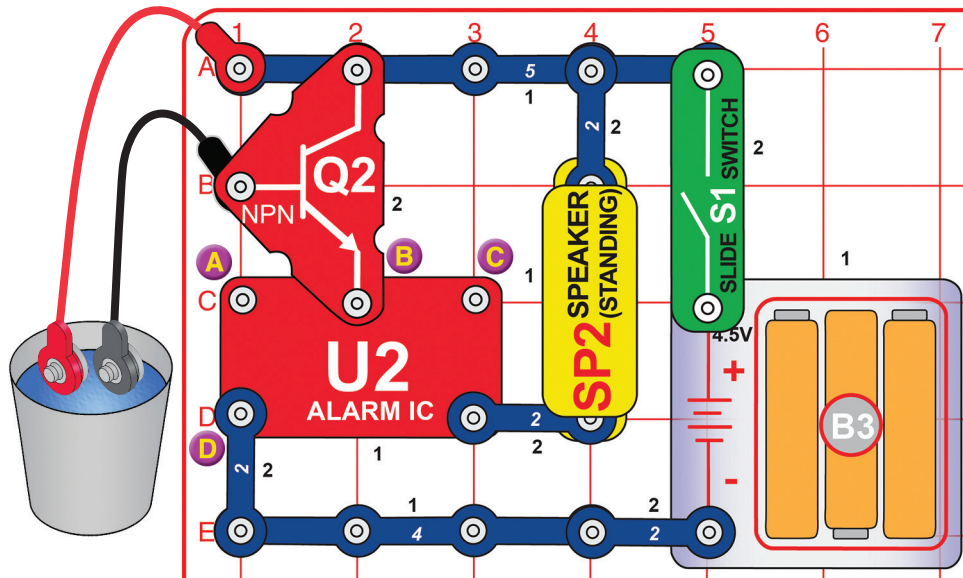 1 2 3 4 5 6 7
A
5
1
2
2
2
SLIDE S1 SWITCH
B
Q2
NPN
2
A
B
C
1
SP2 SPEAKER
(STANDING)
1
C
4.5V
U2
ALARM IC
+
-
B3
D
2
2
D
2
2
1
1
2
E
4
2